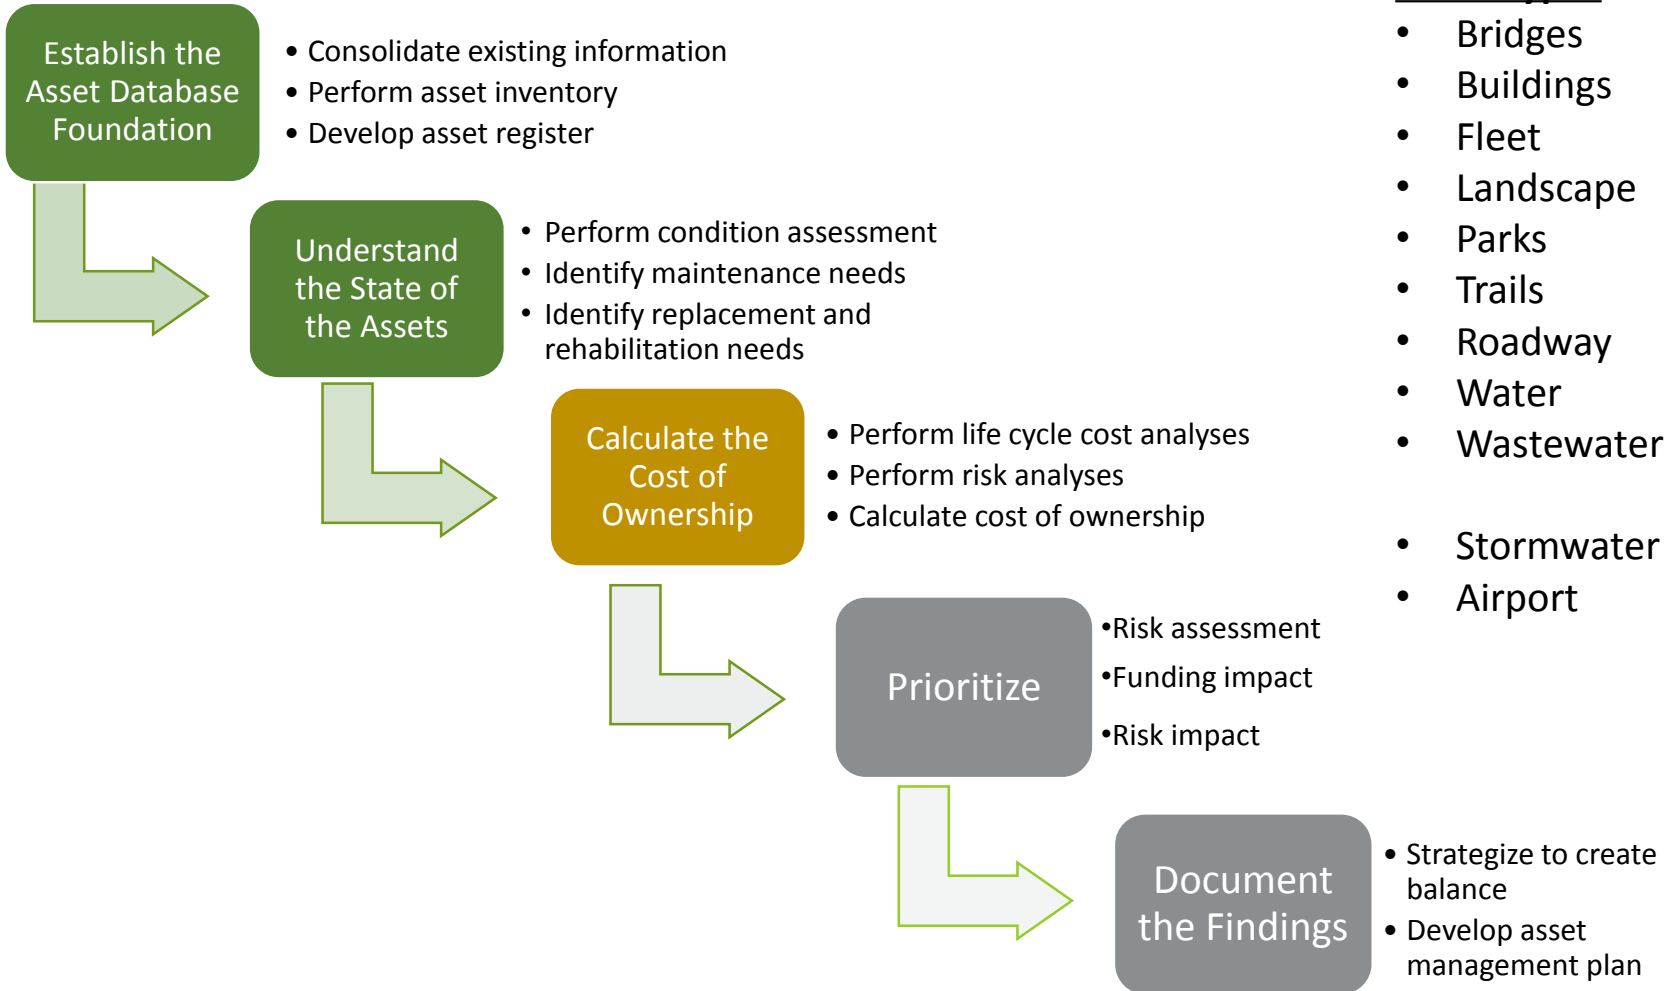 Establish the
Asset Database
Foundation
• Consolidate existing information
• Perform asset inventory
• Develop asset register
Understand
the State of
the Assets
• Perform condition assessment
• Identify maintenance needs
• Identify replacement and
rehabilitation needs
Calculate the
Cost of
Ownership
• Perform life cycle cost analyses
• Perform risk analyses
• Calculate cost of ownership
Prioritize
•Risk assessment
•Funding impact
•Risk impact
Document
the Findings
• Strategize to create
balance
• Develop asset
management plan
• Bridges
• Buildings
• Fleet
• Landscape
• Parks
• Trails
• Roadway
• Water
• Wastewater
• Stormwater
• Airport